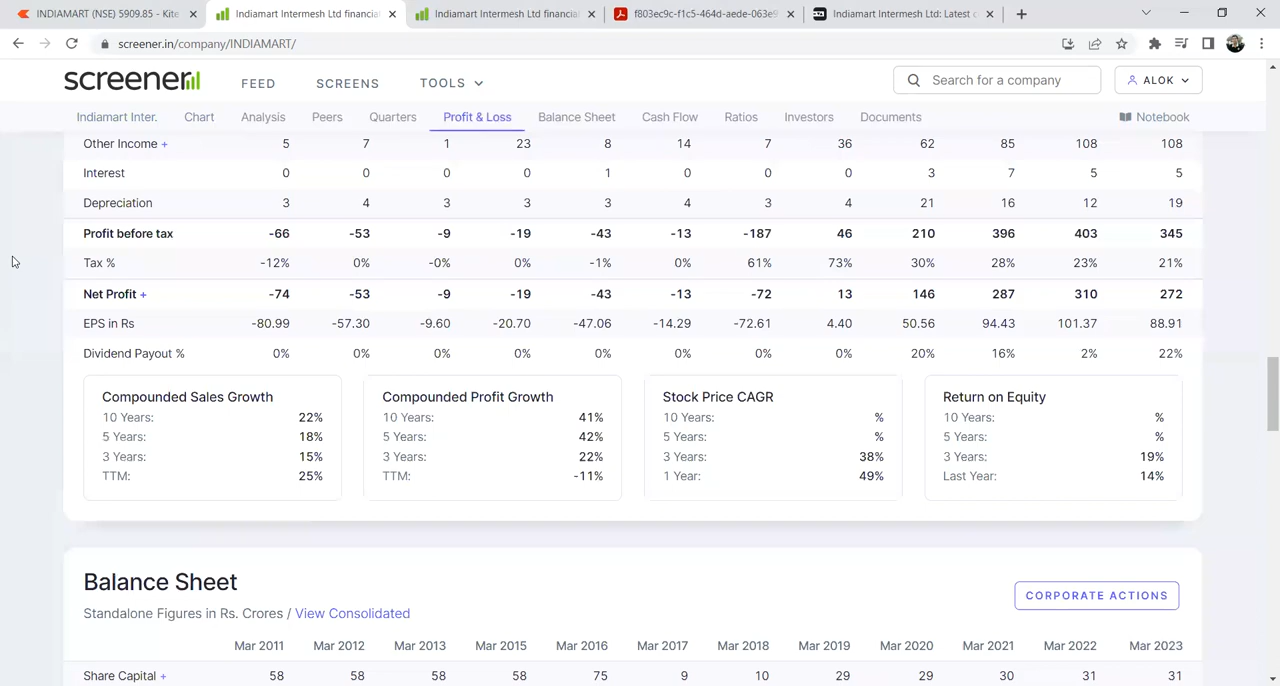 INDIAMART (NSE) 5909.85 - Kite
Indiamart Intermesh Ltd financial
Indiamart Intermesh Ltd financial
f803ec9c-f1c5-464d-aede-063e9
Indiamart Intermesh Ltd: Latest c
screener.in/company/INDIAMART/
screener
FEED SCREENS TOOLS
Search for a company
ALOK
Indiamart Inter. Chart Analysis Peers Quarters Profit & Loss Balance Sheet Cash Flow Ratios Investors Documents Notebook
Other Income + 5 7 1 23 8 14 7 36 62 85 108 108
Interest 0 0 0 0 1 0 0 0 3 7 5 5
Depreciation 3 4 3 3 3 4 3 4 21 16 12 19
Profit before tax -66 -53 -9 -19 -43 -13 -187 46 210 396 403 345
Tax % -12% 0% -0% 0% -1% 0% 61% 73% 30% 28% 23% 21%
Net Profit + -74 -53 -9 -19 -43 -13 -72 13 146 287 310 272
EPS in Rs -80.99 -57.30 -9.60 -20.70 -47.06 -14.29 -72.61 4.40 50.56 94.43 101.37 88.91
Dividend Payout % 0% 0% 0% 0% 0% 0% 0% 0% 20% 16% 2% 22%
Compounded Sales Growth
10 Years: 22%
5 Years: 18%
3 Years: 15%
TTM: 25%
Compounded Profit Growth
10 Years: 41%
5 Years: 42%
3 Years: 22%
TTM: -11%
Stock Price CAGR
10 Years: %
5 Years: %
3 Years: 38%
1 Year: 49%
Return on Equity
10 Years: %
5 Years: %
3 Years: 19%
Last Year: 14%
Balance Sheet
Standalone Figures in Rs. Crores / View Consolidated
CORPORATE ACTIONS
Mar 2011 Mar 2012 Mar 2013 Mar 2015 Mar 2016 Mar 2017 Mar 2018 Mar 2019 Mar 2020 Mar 2021 Mar 2022 Mar 2023
Share Capital + 58 58 58 58 75 9 10 29 29 30 31 31